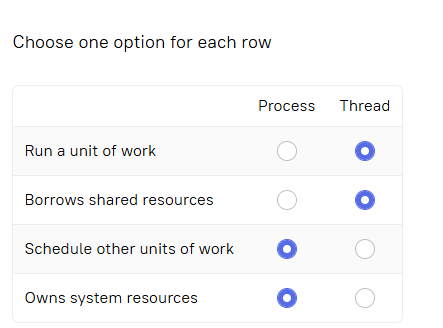 Choose one option for each row
Process Thread
Run a unit of work
Borrows shared resources
Schedule other units of work
Owns system resources